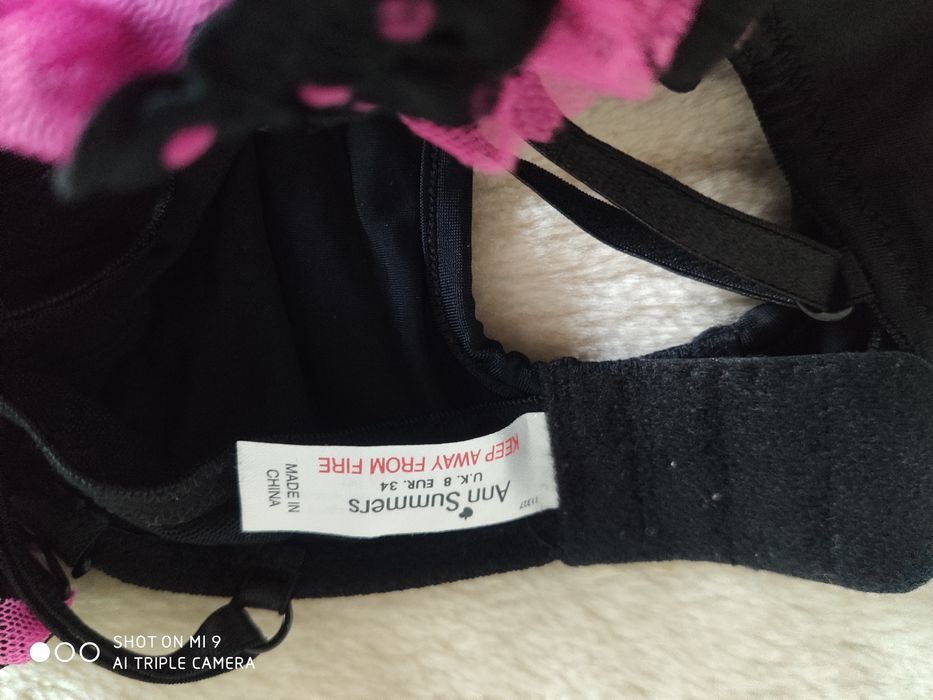 KEEP AWAY FROM FIRE
U.K. 8 EUR. 34
Ann Summers
MADE IN
CHINA
11327
SHOT ON MI 9
AI TRIPLE CAMERA